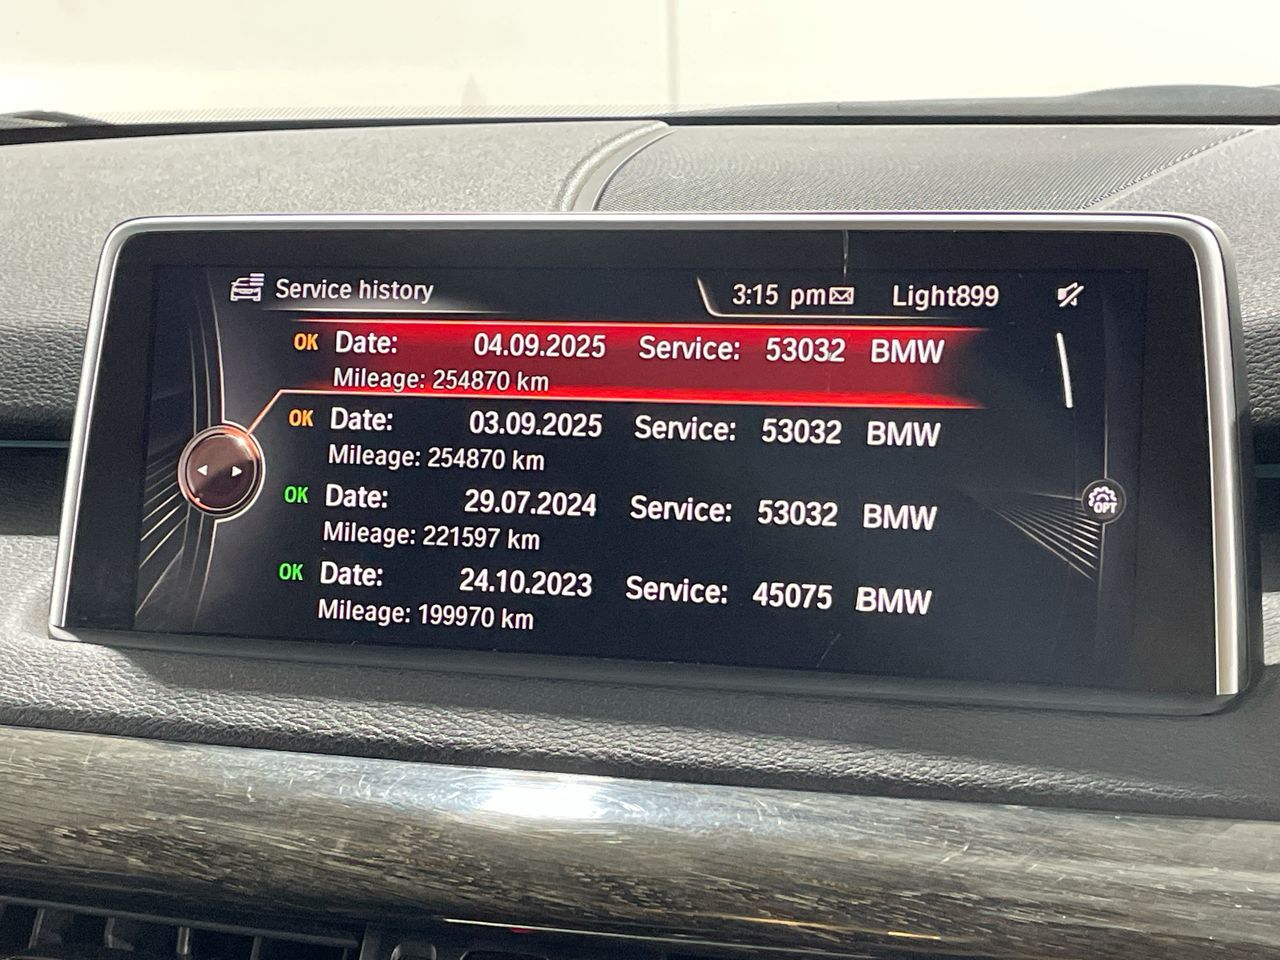 Service history 3:15 pm Light899
OK Date: 04.09.2025 Service: 53032 BMW
Mileage: 254870 km
OK Date: 03.09.2025 Service: 53032 BMW
Mileage: 254870 km
OK Date: 29.07.2024 Service: 53032 BMW
Mileage: 221597 km
OPT
OK Date: 24.10.2023 Service: 45075 BMW
Mileage: 199970 km